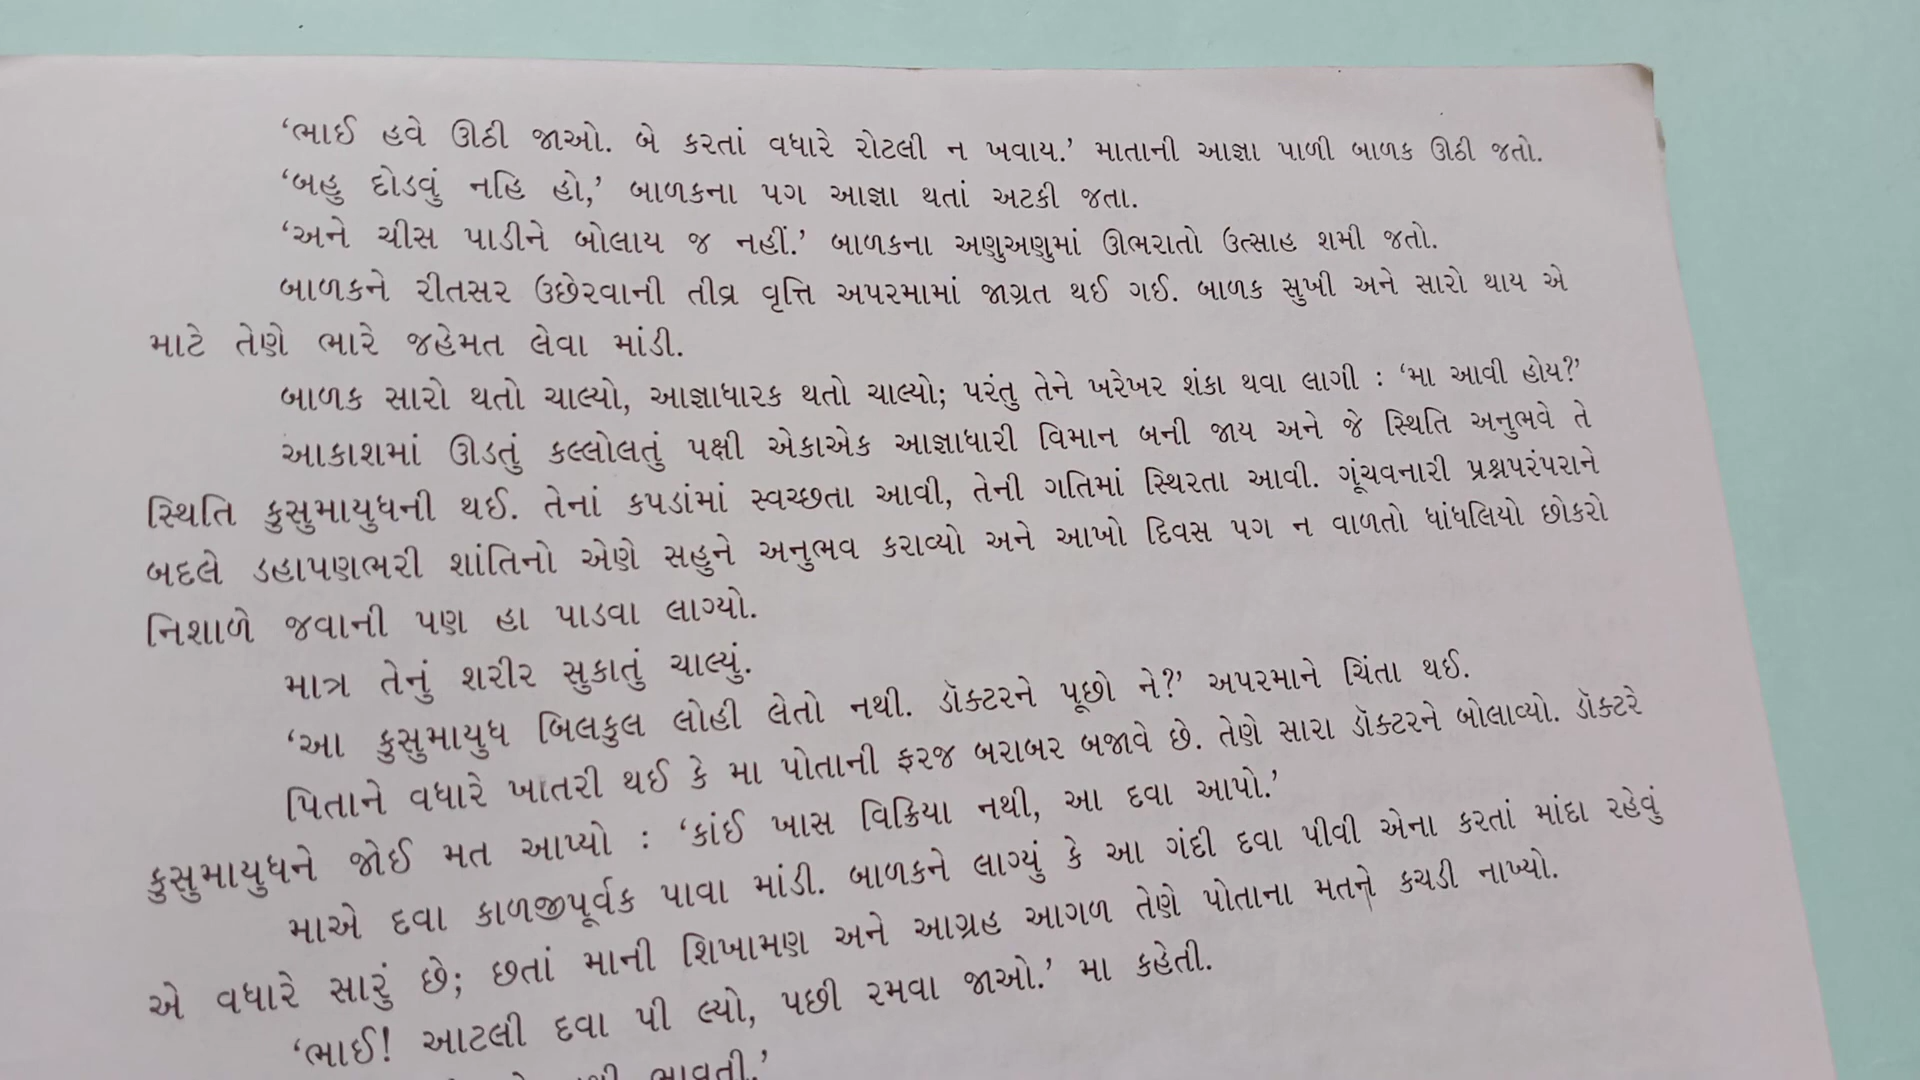 ‘ભાઈ હવે ઊઠી જાઓ. બે કરતાં વધારે રોટલી ન ખવાય.’ માતાની આજ્ઞા પાળી બાળક ઊઠી જતો.
‘બહુ દોડવું નહિ હો,’ બાળકના પગ આજ્ઞા થતાં અટકી જતા.
‘અને ચીસ પાડીને બોલાય જ નહીં.’ બાળકના અણુઅણુમાં ઊભરાતો ઉત્સાહ શમી જતો.
બાળકને રીતસર ઉછેરવાની તીવ્ર વૃત્તિ અપરમામાં જાગ્રત થઈ ગઈ. બાળક સુખી અને સારો થાય એ
માટે તેણે ભારે જહેમત લેવા માંડી.
બાળક સારો થતો ચાલ્યો, આજ્ઞાધારક થતો ચાલ્યો; પરંતુ તેને ખરેખર શંકા થવા લાગી : ‘મા આવી હોય?’
આકાશમાં ઊડતું કલ્લોલતું પક્ષી એકાએક આજ્ઞાધારી વિમાન બની જાય અને જે સ્થિતિ અનુભવે તે
સ્થિતિ કુસુમાયુધની થઈ. તેનાં કપડાંમાં સ્વચ્છતા આવી, તેની ગતિમાં સ્થિરતા આવી. ગૂંચવનારી પ્રશ્નપરંપરાને
બદલે ડહાપણભરી શાંતિનો એણે સહુને અનુભવ કરાવ્યો અને આખો દિવસ પગ ન વાળતો ધાંધલિયો છોકરો
નિશાળે જવાની પણ હા પાડવા લાગ્યો.
માત્ર તેનું શરીર સુકાતું ચાલ્યું.
‘આ કુસુમાયુધ બિલકુલ લોહી લેતો નથી. ડૉક્ટરને પૂછો ને?’ અપરમાને ચિંતા થઈ.
પિતાને વધારે ખાતરી થઈ કે મા પોતાની ફરજ બરાબર બજાવે છે. તેણે સારા ડૉક્ટરને બોલાવ્યો. ડૉક્ટરે
કુસુમાયુધને જોઈ મત આપ્યો : ‘કાંઈ ખાસ વિક્રિયા નથી, આ દવા આપો.’
માએ દવા કાળજીપૂર્વક પાવા માંડી. બાળકને લાગ્યું કે આ ગંદી દવા પીવી એના કરતાં માંદા રહેવું
એ વધારે સારું છે; છતાં માની શિખામણ અને આગ્રહ આગળ તેણે પોતાના મતને કચડી નાખ્યો.
‘ભાઈ! આટલી દવા પી લ્યો, પછી રમવા જાઓ.’ મા કહેતી.
ભાવતી.’